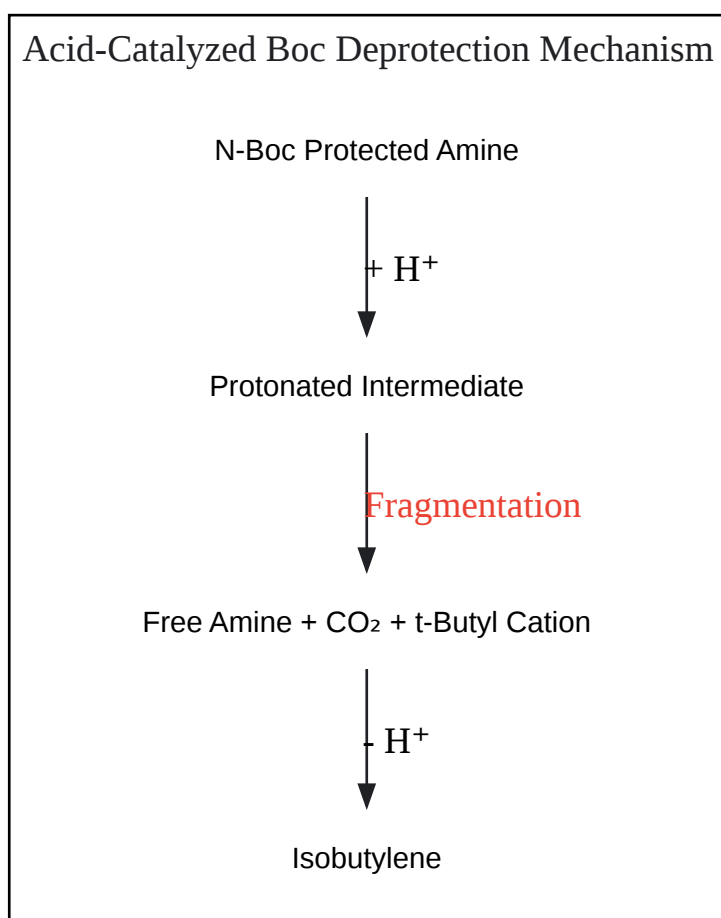 Acid-Catalyzed Boc Deprotection Mechanism
N-Boc Protected Amine
+ H⁺
Protonated Intermediate
Fragmentation
Free Amine + CO₂ + t-Butyl Cation
- H⁺
Isobutylene